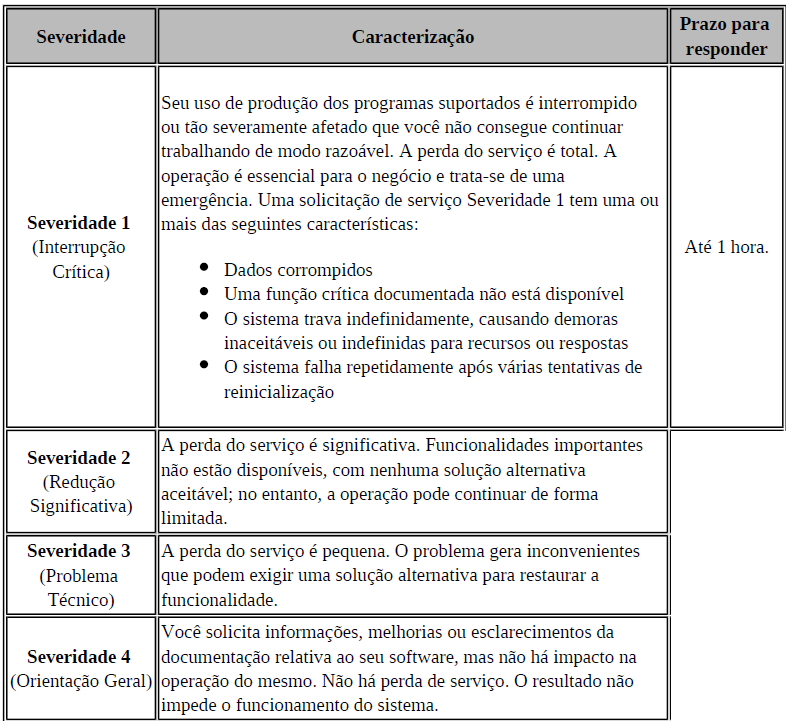 Severidade
Caracterização
Prazo para
responder
Severidade 1
(Interrupção
Crítica)
Seu uso de produção dos programas suportados é interrompido
ou tão severamente afetado que você não consegue continuar
trabalhando de modo razoável. A perda do serviço é total. A
operação é essencial para o negócio e trata-se de uma
emergência. Uma solicitação de serviço Severidade 1 tem uma ou
mais das seguintes características:
• Dados corrompidos
• Uma função crítica documentada não está disponível
• O sistema trava indefinidamente, causando demoras
inaceitáveis ou indefinidas para recursos ou respostas
• O sistema falha repetidamente após várias tentativas de
reinicialização
Até 1 hora.
Severidade 2
(Redução
Significativa)
A perda do serviço é significativa. Funcionalidades importantes
não estão disponíveis, com nenhuma solução alternativa
aceitável; no entanto, a operação pode continuar de forma
limitada.
Severidade 3
(Problema
Técnico)
A perda do serviço é pequena. O problema gera inconvenientes
que podem exigir uma solução alternativa para restaurar a
funcionalidade.
Severidade 4
(Orientação Geral)
Você solicita informações, melhorias ou esclarecimentos da
documentação relativa ao seu software, mas não há impacto na
operação do mesmo. Não há perda de serviço. O resultado não
impede o funcionamento do sistema.